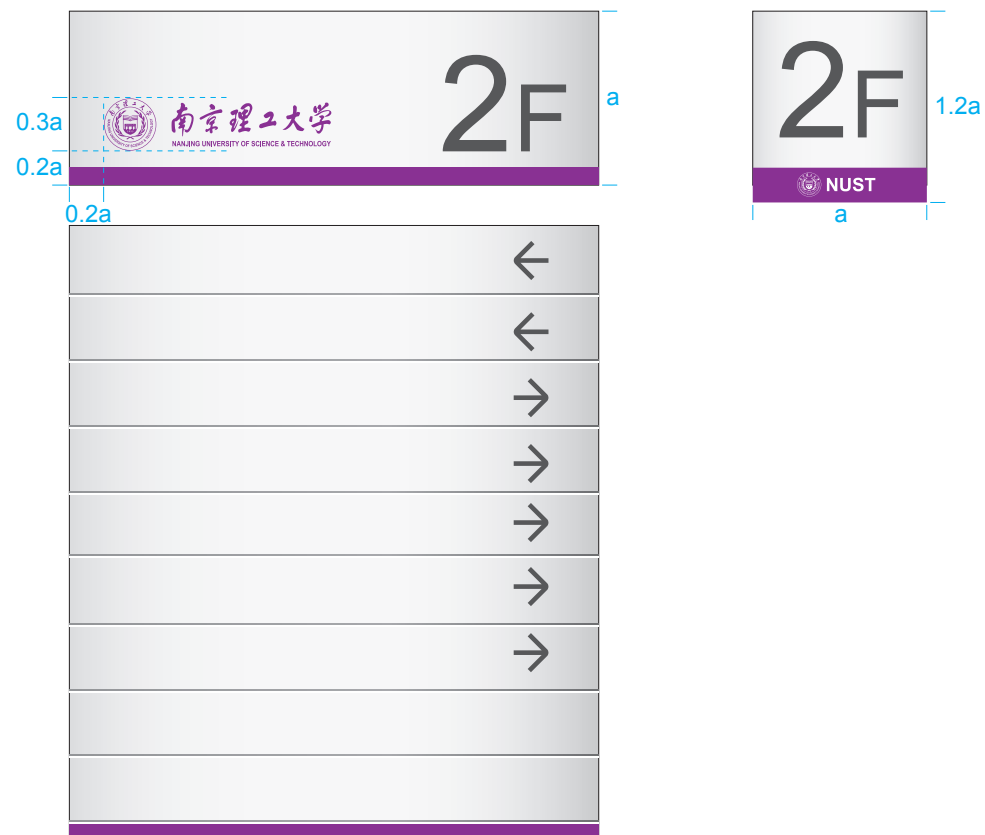 2F
a
0.3a
南京理工大学
NANJING UNIVERSITY OF SCIENCE & TECHNOLOGY
0.2a
0.2a
2F
1.2a
NUST
a